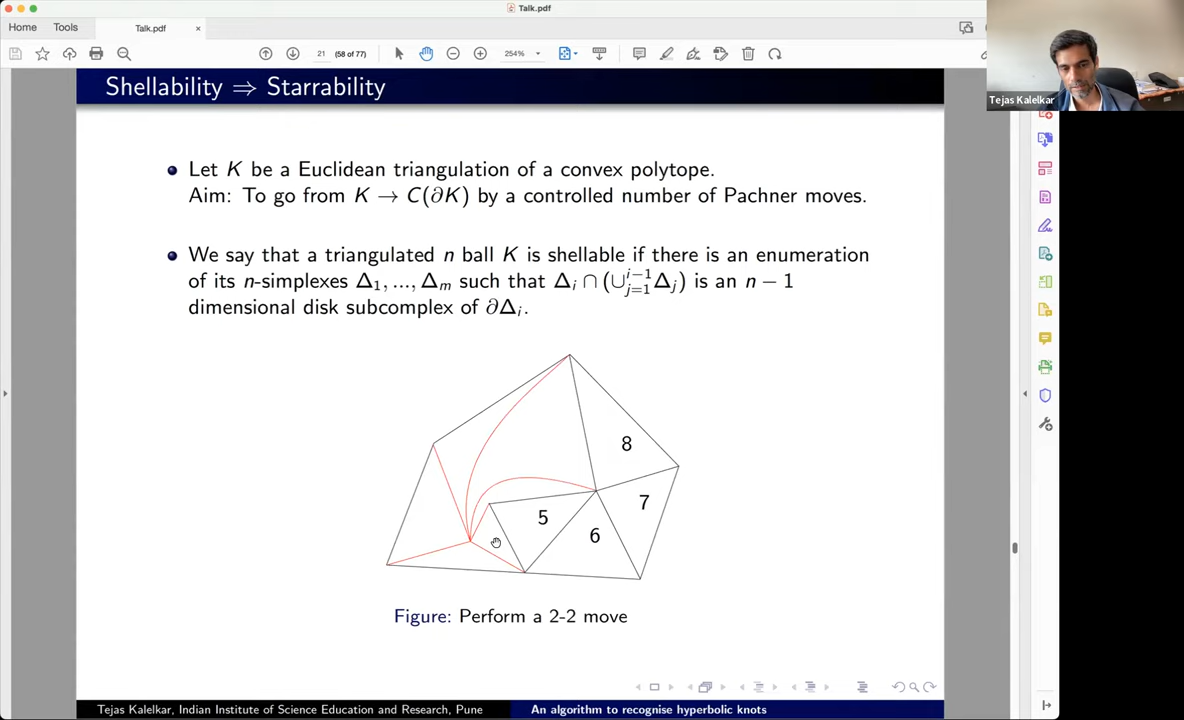 Talk.pdf
Home
Tools
Talk.pdf
×
21
(58 of 77)
254%
Tejas Kalelkar
Shellability ⇒ Starrability
Let K be a Euclidean triangulation of a convex polytope.
Aim: To go from K → C(∂K) by a controlled number of Pachner moves.
We say that a triangulated n ball K is shellable if there is an enumeration
of its n-simplexes Δ₁, ..., Δₘ such that Δᵢ ∩ (∪ⱼ₌₁ⁱ⁻¹Δⱼ) is an n − 1
dimensional disk subcomplex of ∂Δᵢ.
8
7
5
6
Figure: Perform a 2-2 move
Tejas Kalelkar, Indian Institute of Science Education and Research, Pune
An algorithm to recognise hyperbolic knots